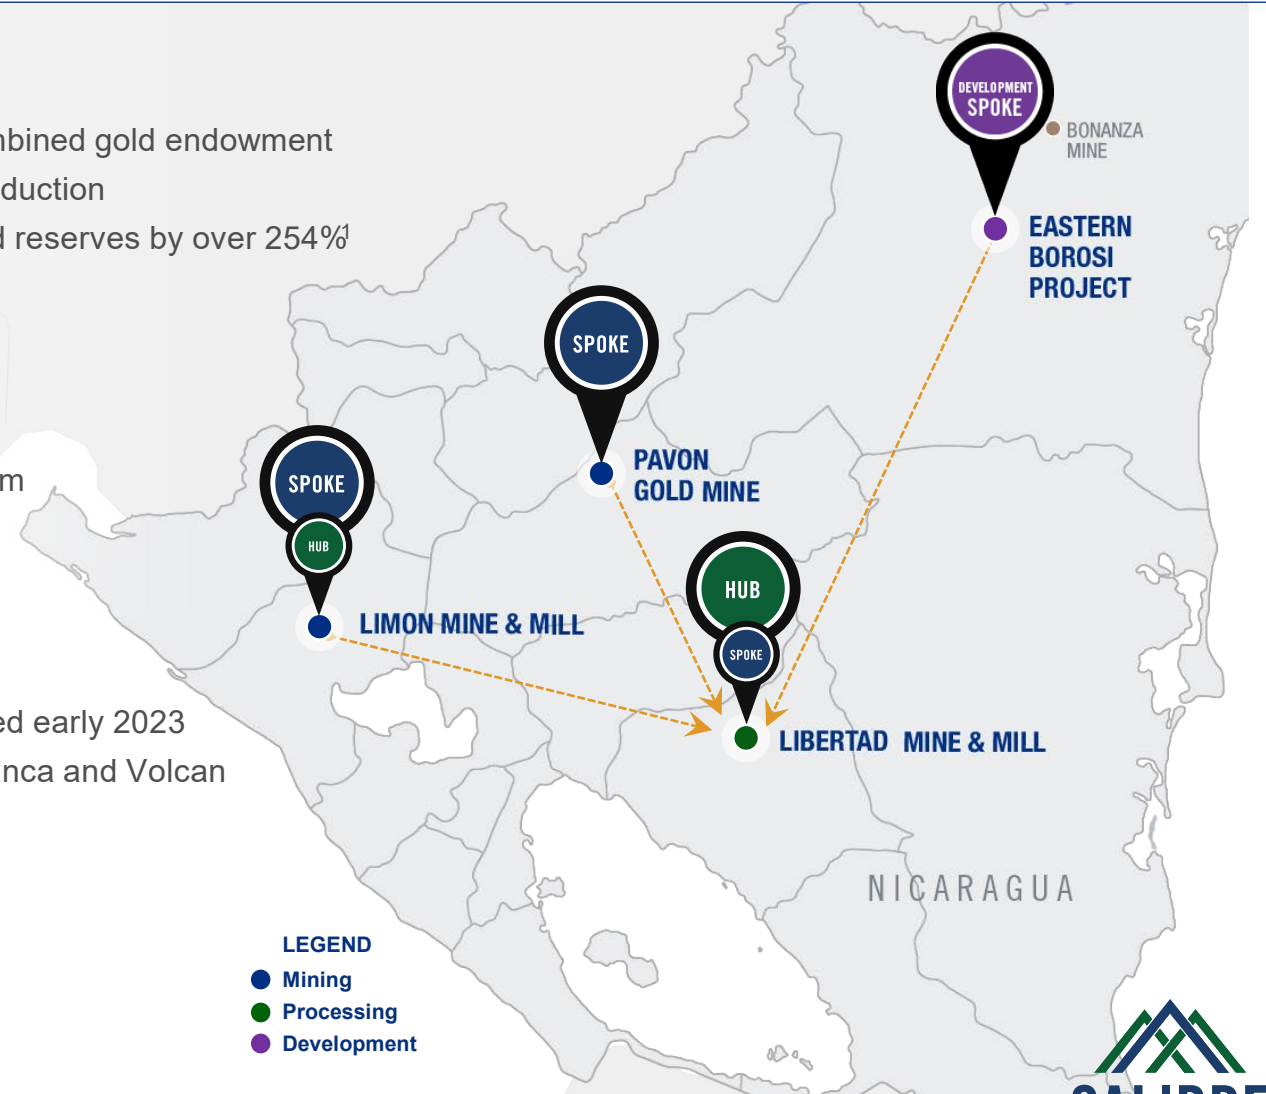 mbined gold endowment
duction
d reserves by over 254%1
m
ed early 2023
anca and Volcan
DEVELOPMENT
SPOKE
BONANZA
MINE
EASTERN
BOROSI
PROJECT
SPOKE
PAVON
GOLD MINE
SPOKE
HUB
LIMON MINE & MILL
HUB
SPOKE
LIBERTAD MINE & MILL
NICARAGUA
LEGEND
Mining
Processing
Development